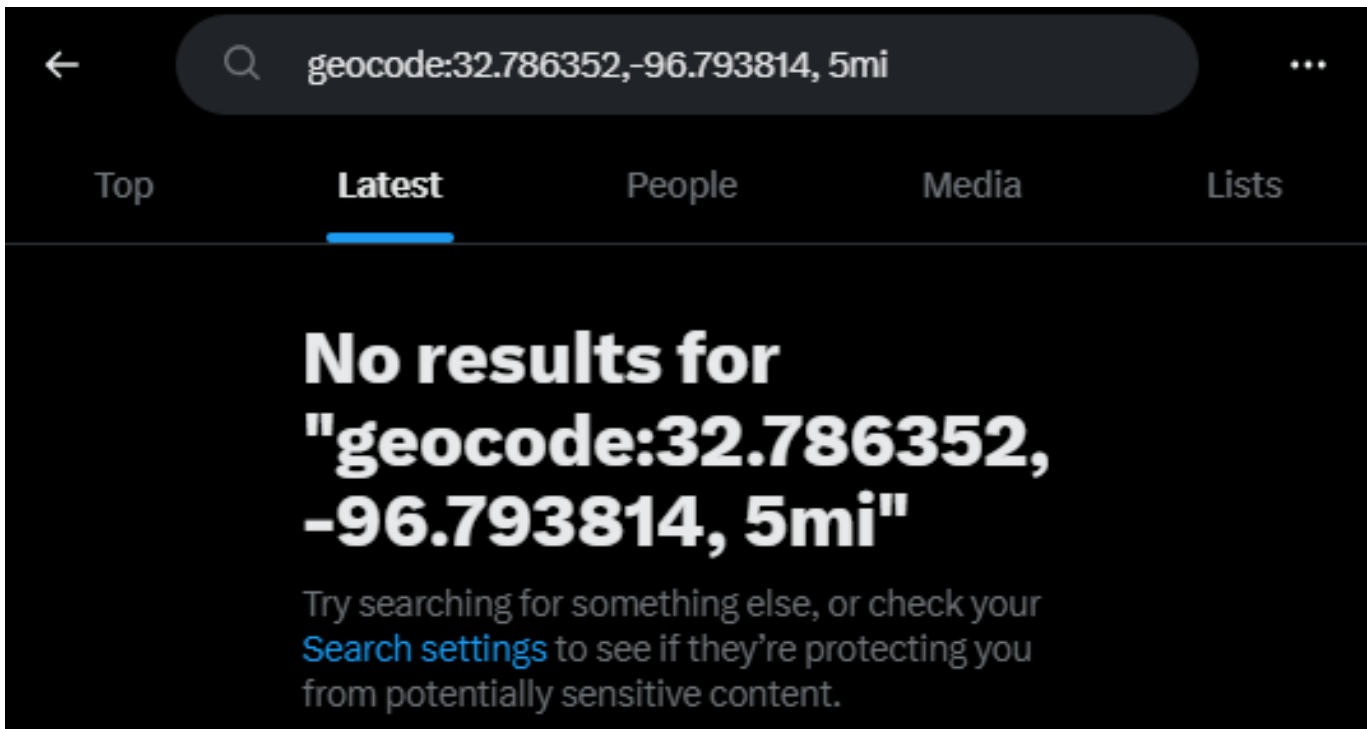 geocode:32.786352,-96.793814, 5mi
Top Latest People Media Lists
No results for
"geocode:32.786352,
-96.793814, 5mi"
Try searching for something else, or check your
Search settings to see if they’re protecting you
from potentially sensitive content.